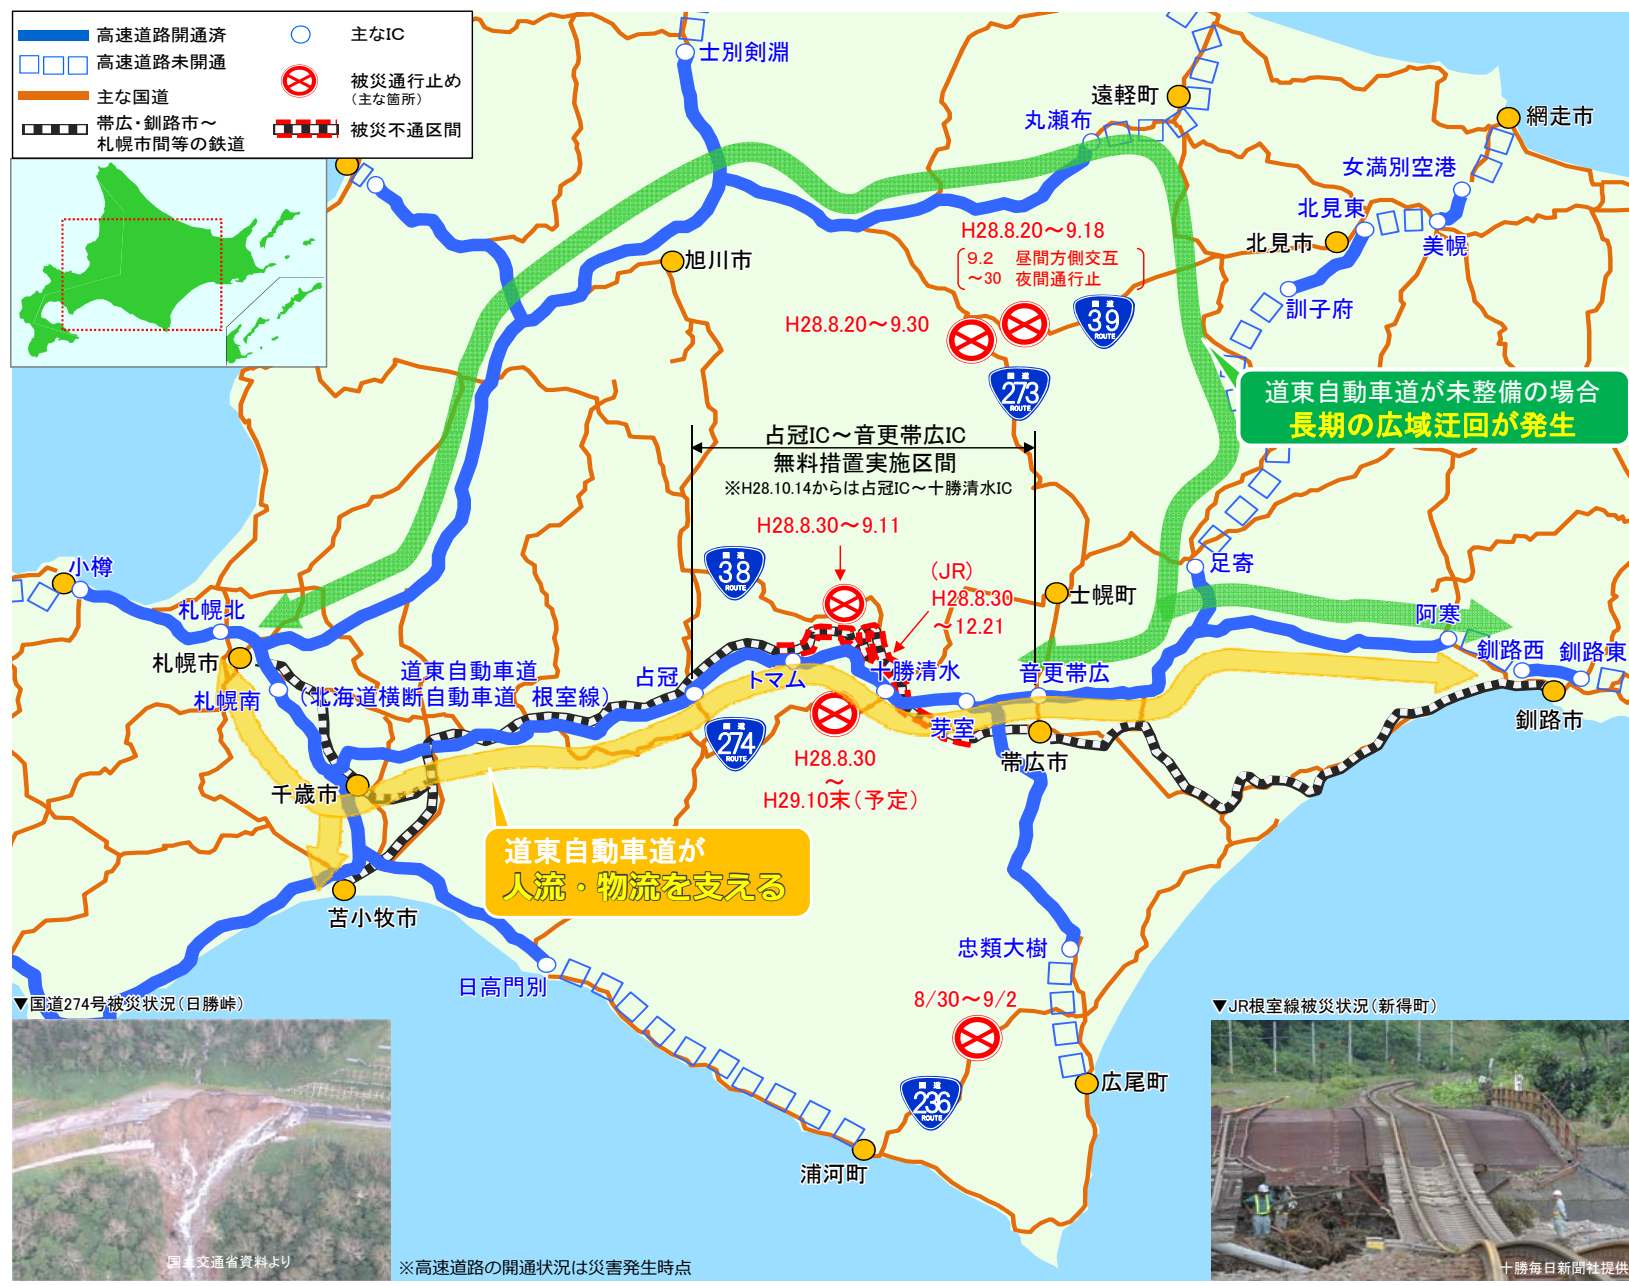 高速道路開通済
高速道路未開通
主な国道
帯広・釧路市～
札幌市間等の鉄道
主なIC
被災通行止め
（主な箇所）
被災不通区間
士別剣淵
遠軽町
丸瀬布
網走市
女満別空港
北見東
北見市
美幌
訓子府
旭川市
H28.8.20～9.18
9.2　昼間方側交互
～30　夜間通行止
H28.8.20～9.30
国道
39
ROUTE
国道
273
ROUTE
道東自動車道が未整備の場合
長期の広域迂回が発生
占冠IC～音更帯広IC
無料措置実施区間
※H28.10.14からは占冠IC～十勝清水IC
H28.8.30～9.11
国道
38
ROUTE
（JR）
H28.8.30
～12.21
士幌町
足寄
阿寒
釧路西
釧路東
釧路市
小樽
札幌北
札幌市
札幌南
道東自動車道
（北海道横断自動車道 根室線）
占冠
トマム
十勝清水
音更帯広
芽室
帯広市
国道
274
ROUTE
H28.8.30
～
H29.10末（予定）
千歳市
道東自動車道が
人流・物流を支える
苫小牧市
日高門別
忠類大樹
8/30～9/2
国道
236
ROUTE
広尾町
浦河町
▼国道274号被災状況（日勝峠）
国土交通省資料より
※高速道路の開通状況は災害発生時点
▼JR根室線被災状況（新得町）
十勝毎日新聞社提供